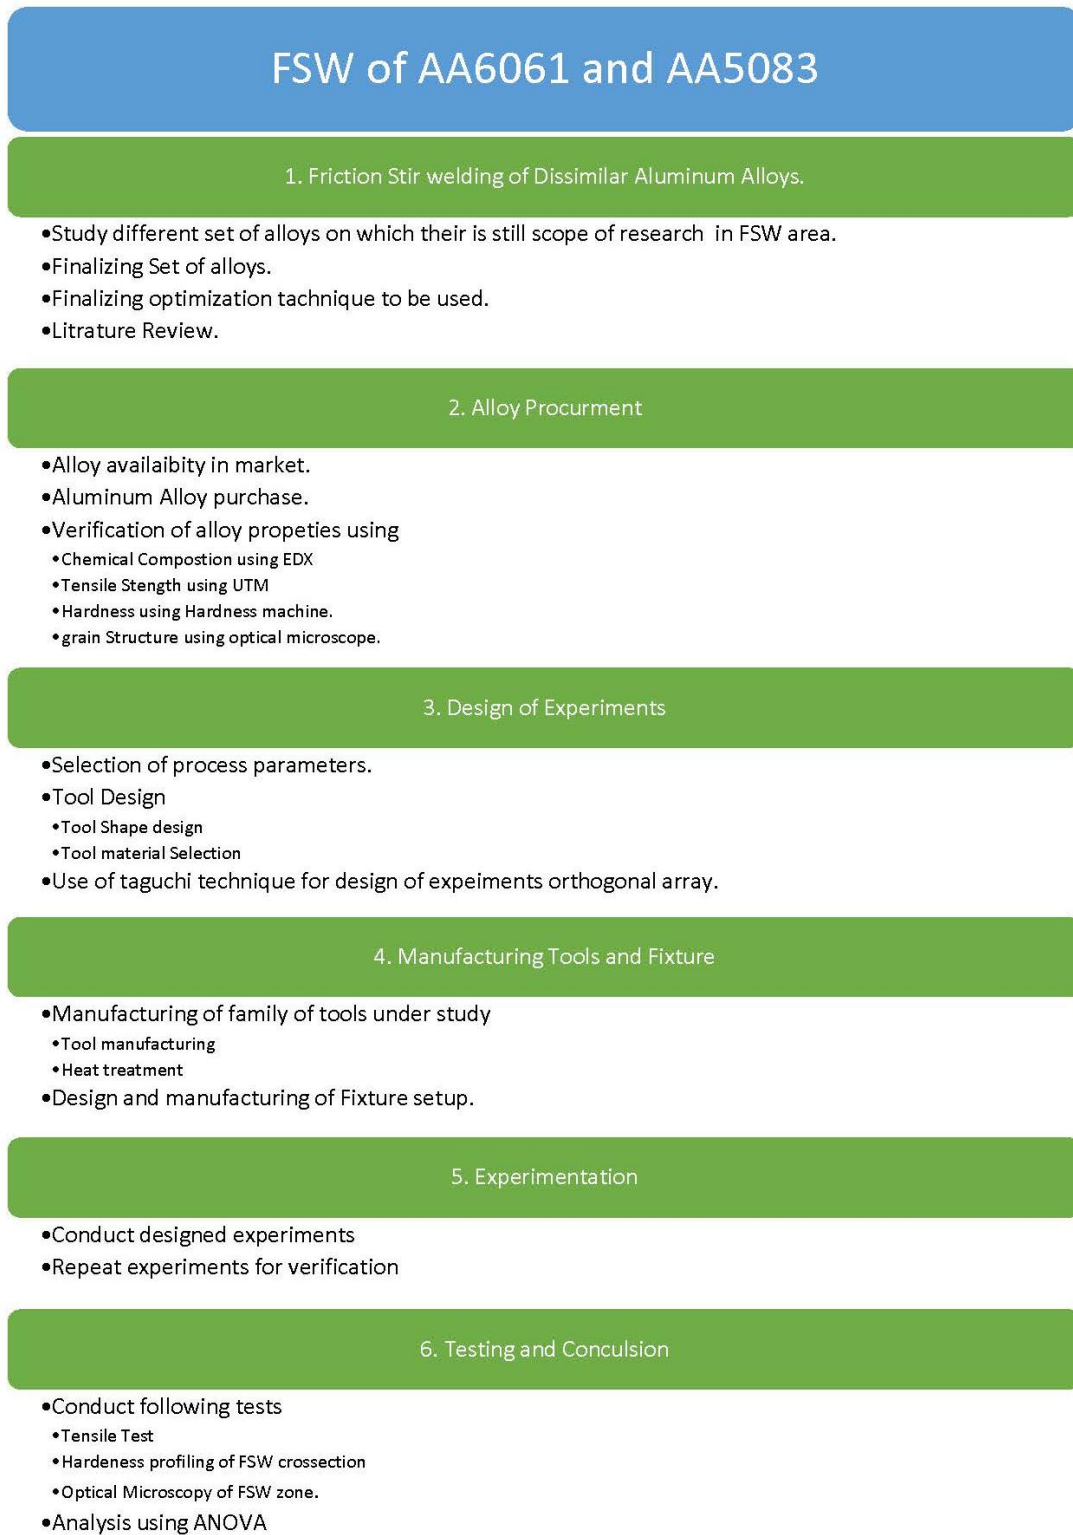 FSW of AA6061 and AA5083
1. Friction Stir welding of Dissimilar Aluminum Alloys.
•Study different set of alloys on which their is still scope of research in FSW area.
•Finalizing Set of alloys.
•Finalizing optimization tachnique to be used.
•Litrature Review.
2. Alloy Procurment
•Alloy availaibity in market.
•Aluminum Alloy purchase.
•Verification of alloy propeties using
•Chemical Compostion using EDX
•Tensile Stength using UTM
•Hardness using Hardness machine.
•grain Structure using optical microscope.
3. Design of Experiments
•Selection of process parameters.
•Tool Design
•Tool Shape design
•Tool material Selection
•Use of taguchi technique for design of expeiments orthogonal array.
4. Manufacturing Tools and Fixture
•Manufacturing of family of tools under study
•Tool manufacturing
•Heat treatment
•Design and manufacturing of Fixture setup.
5. Experimentation
•Conduct designed experiments
•Repeat experiments for verification
6. Testing and Conculsion
•Conduct following tests
•Tensile Test
•Hardeness profiling of FSW crossection
•Optical Microscopy of FSW zone.
•Analysis using ANOVA